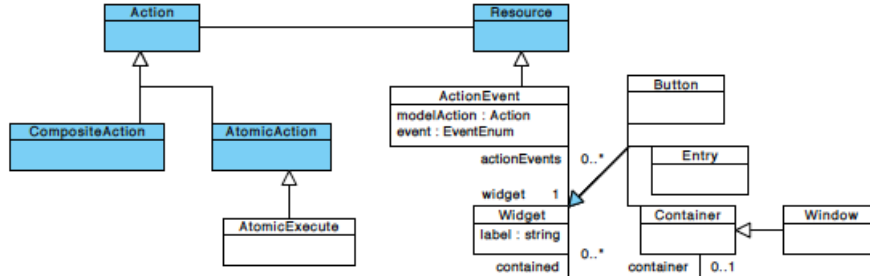 Action
Resource
ActionEvent
modelAction : Action
event : EventEnum
Button
CompositeAction
AtomicAction
actionEvents 0..*
Entry
widget 1
AtomicExecute
Widget
label : string
Container
Window
0..*
contained
container 0..1